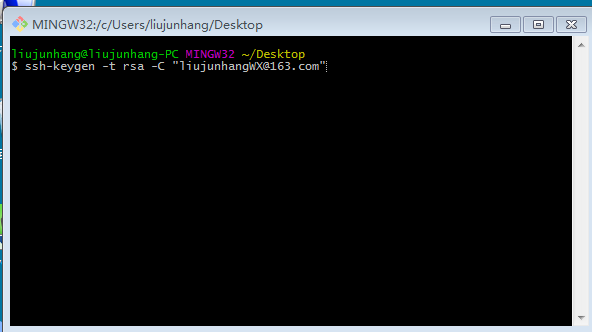 MINGW32:/c/Users/liujunhang/Desktop
liujunhang@liujunhang-PC MINGW32 ~/Desktop
$ ssh-keygen -t rsa -C "liujunhangWX@163.com"